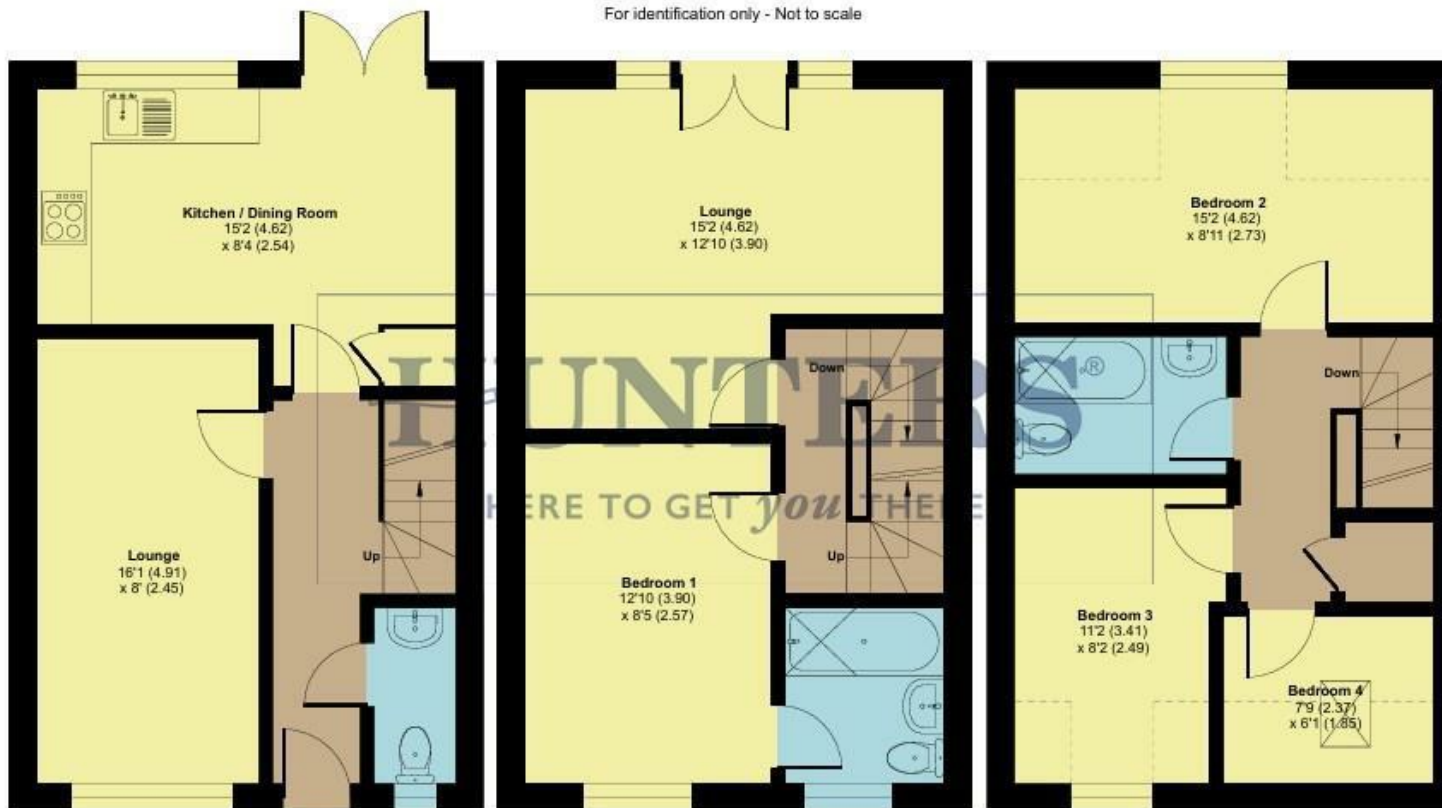 For identification only - Not to scale
Kitchen / Dining Room
15'2 (4.62)
x 8'4 (2.54)
Lounge
16'1 (4.91)
x 8' (2.45)
Up
Lounge
15'2 (4.62)
x 12'10 (3.90)
Down
Up
Bedroom 1
12'10 (3.90)
x 8'5 (2.57)
Bedroom 2
15'2 (4.62)
x 8'11 (2.73)
Down
Bedroom 3
11'2 (3.41)
x 8'2 (2.49)
Bedroom 4
7'9 (2.37)
x 6'1 (1.85)
HUNTERS ®
HERE TO GET you THERE